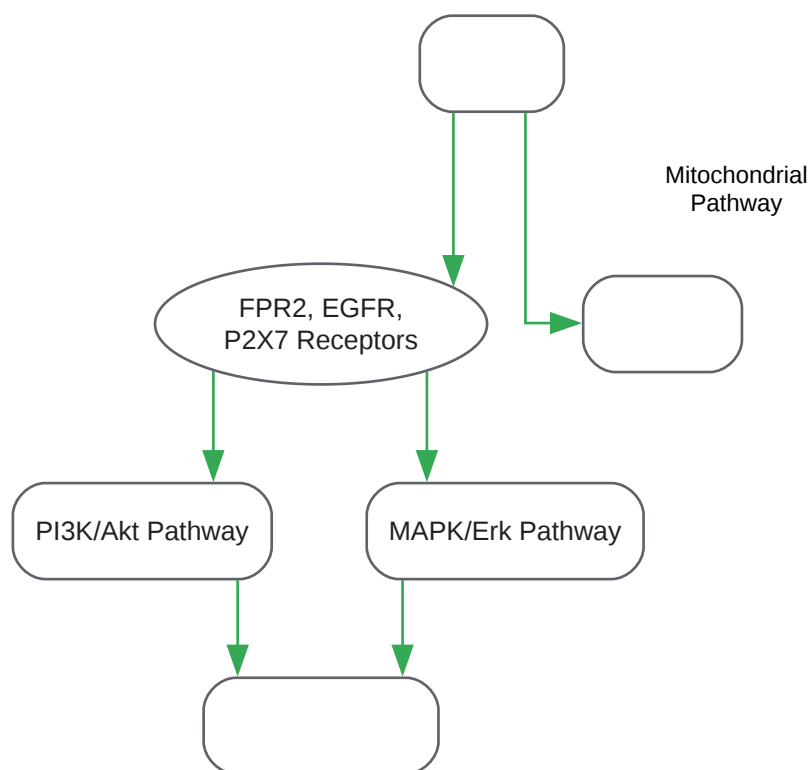 Mitochondrial
Pathway
FPR2, EGFR,
P2X7 Receptors
PI3K/Akt Pathway
MAPK/Erk Pathway